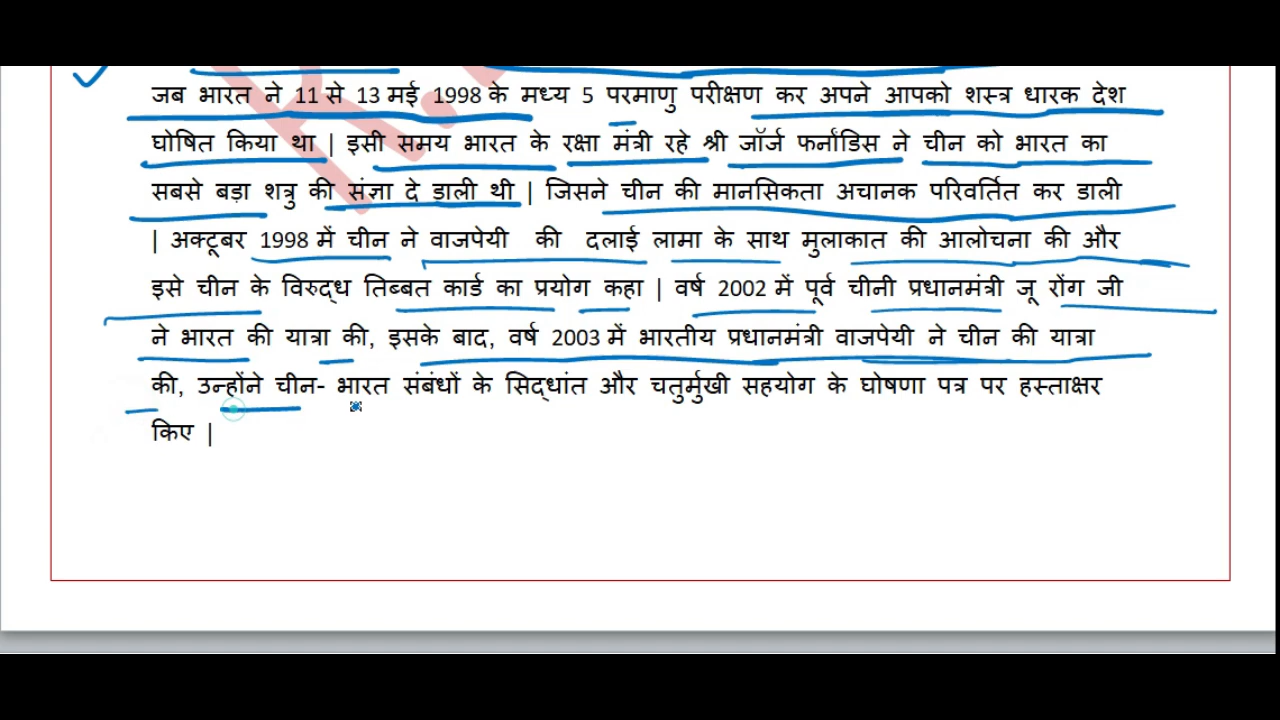 जब भारत ने 11 से 13 मई 1998 के मध्य 5 परमाणु परीक्षण कर अपने आपको शस्त्र धारक देश
घोषित किया था | इसी समय भारत के रक्षा मंत्री रहे श्री जॉर्ज फर्नांडिस ने चीन को भारत का
सबसे बड़ा शत्रु की संज्ञा दे डाली थी | जिसने चीन की मानसिकता अचानक परिवर्तित कर डाली
| अक्टूबर 1998 में चीन ने वाजपेयी की दलाई लामा के साथ मुलाकात की आलोचना की और
इसे चीन के विरुद्ध तिब्बत कार्ड का प्रयोग कहा | वर्ष 2002 में पूर्व चीनी प्रधानमंत्री जू रोंग जी
ने भारत की यात्रा की, इसके बाद, वर्ष 2003 में भारतीय प्रधानमंत्री वाजपेयी ने चीन की यात्रा
की, उन्होंने चीन- भारत संबंधों के सिद्धांत और चतुर्मुखी सहयोग के घोषणा पत्र पर हस्ताक्षर
किए |